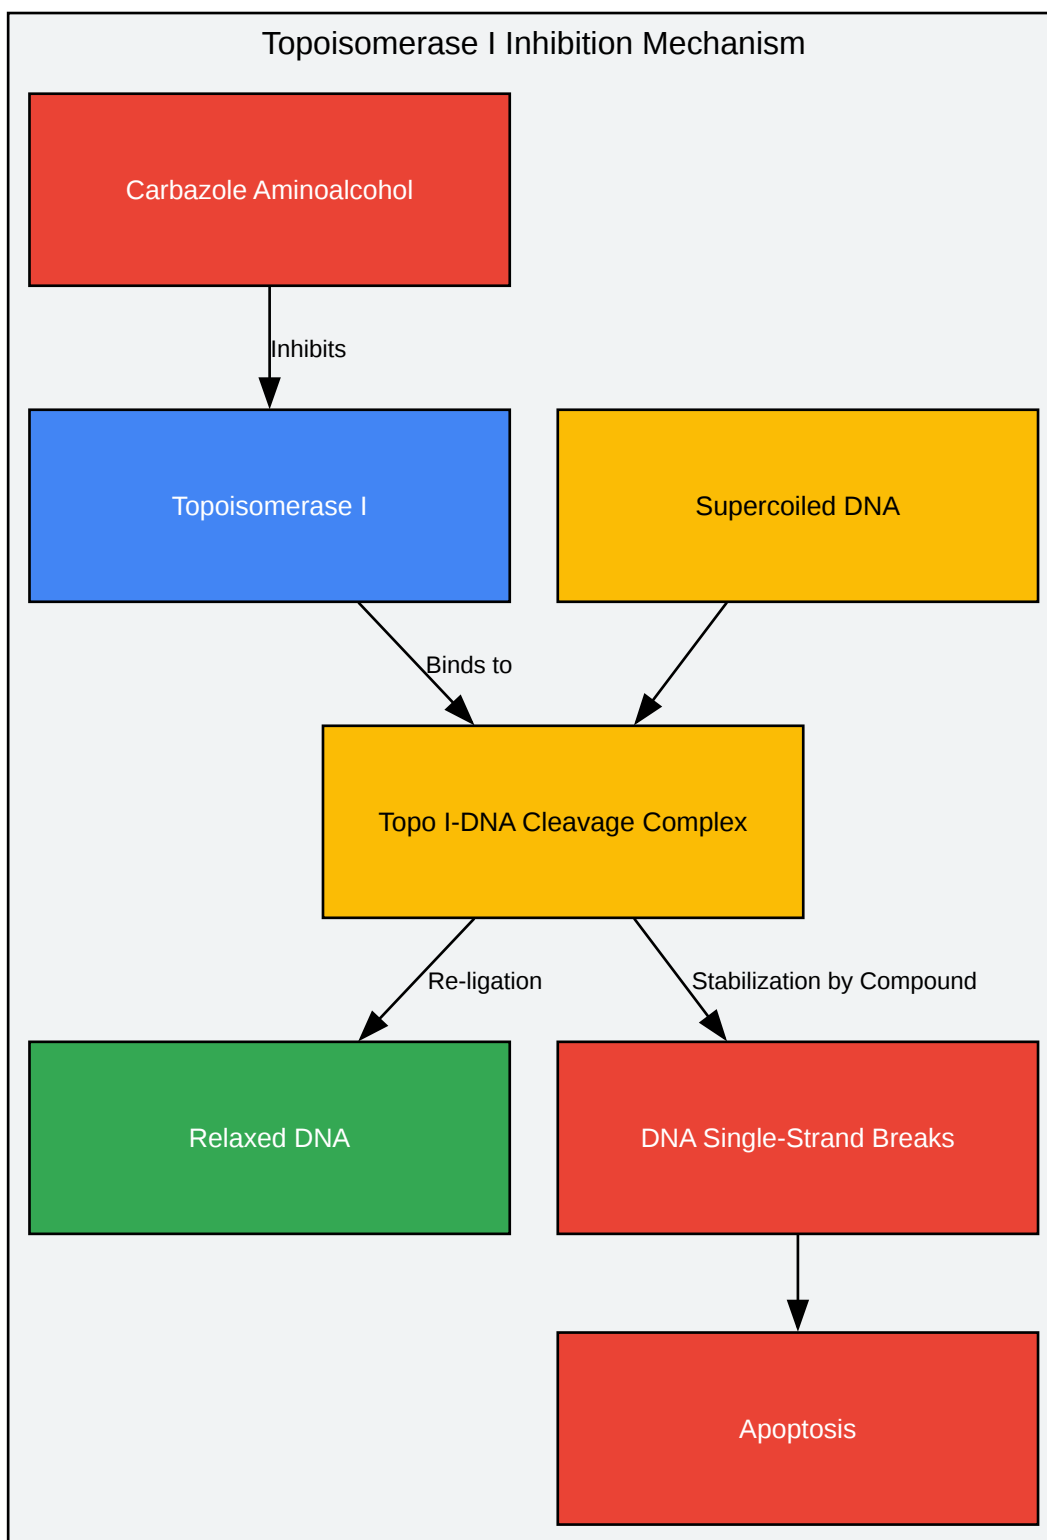 Topoisomerase I Inhibition Mechanism
Carbazole Aminoalcohol
Inhibits
Topoisomerase I
Supercoiled DNA
Binds to
Topo I-DNA Cleavage Complex
Re-ligation
Stabilization by Compound
Relaxed DNA
DNA Single-Strand Breaks
Apoptosis